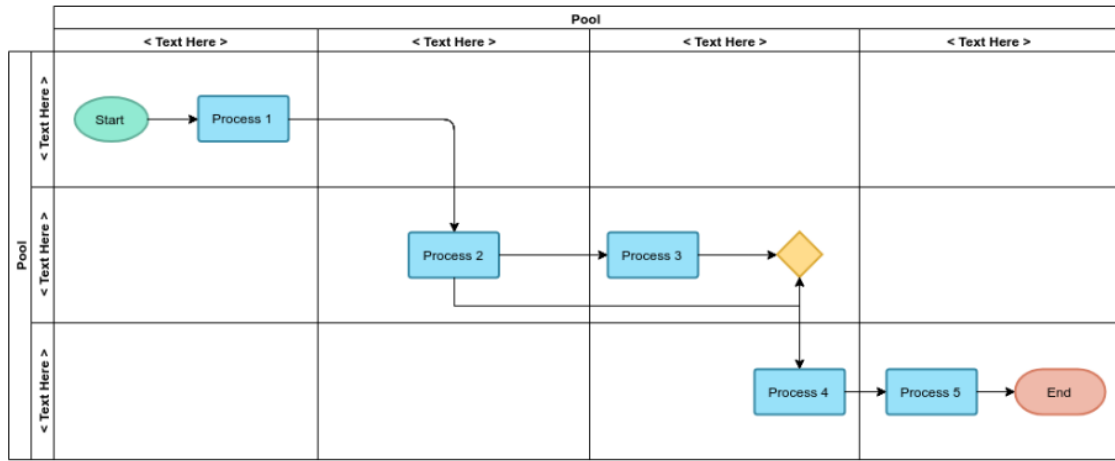 Pool
< Text Here >
< Text Here >
< Text Here >
< Text Here >
Pool
< Text Here >
Start
Process 1
< Text Here >
Process 2
Process 3
< Text Here >
Process 4
Process 5
End